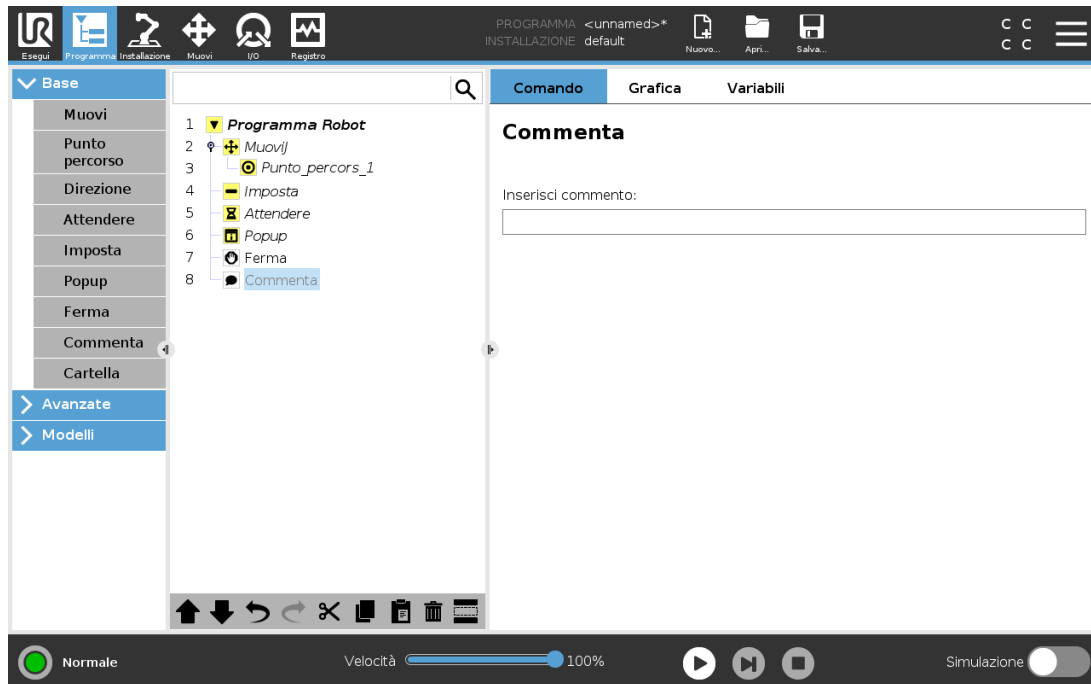 PROGRAMMA <unnamed>*
INSTALLAZIONE default
UR
Esegui
Programma
Installazione
Muovi
I/O
Registro
Nuovo...
Apri...
Salva...
C C
C C
Base
Muovi
Punto
percorso
Direzione
Attendere
Imposta
Popup
Ferma
Commenta
Cartella
Avanzate
Modelli
1 Programma Robot
2 MuoviJ
3 Punto_percors_1
4 Imposta
5 Attendere
6 Popup
7 Ferma
8 Commenta
Comando
Grafica
Variabili
Commenta
Inserisci commento:
Normale
Velocità
100%
Simulazione